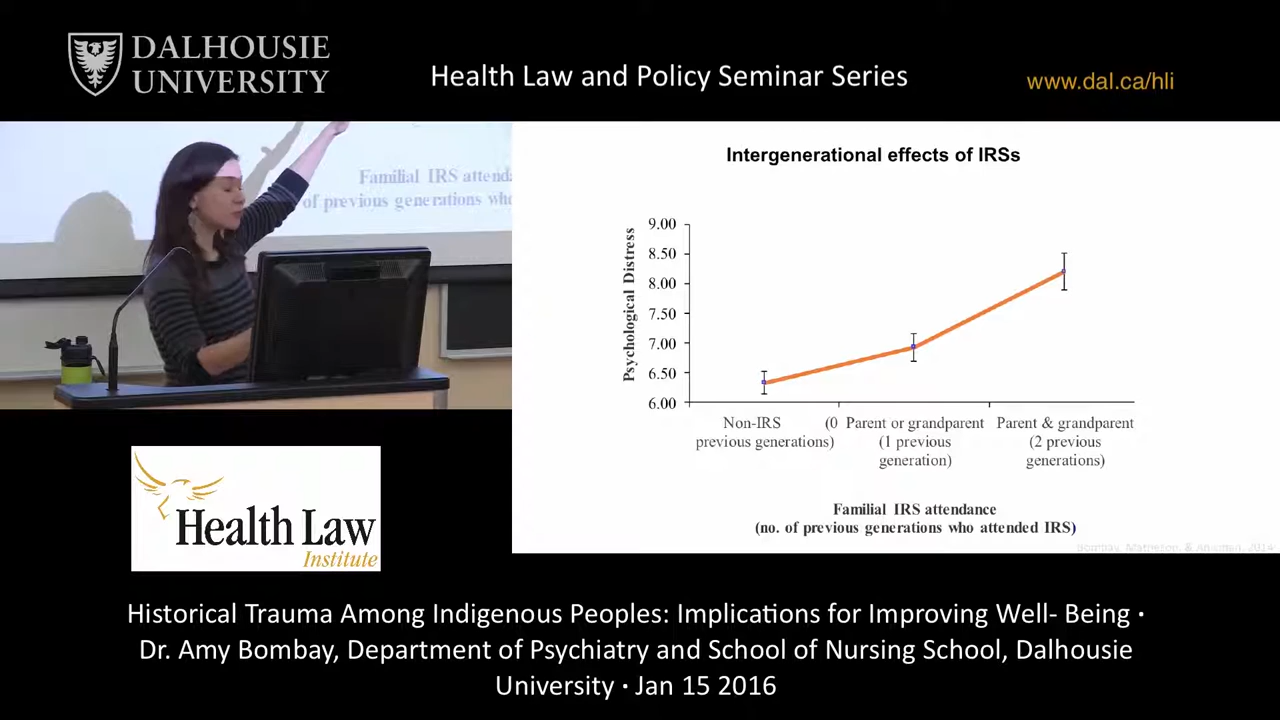 DALHOUSIE
UNIVERSITY
Health Law and Policy Seminar Series
www.dal.ca/hli
Familial IRS attend
of previous generations who
Intergenerational effects of IRSs
Psychological Distress
9.00
8.50
8.00
7.50
7.00
6.50
6.00
Non-IRS (0
previous generations)
Parent or grandparent
(1 previous
generation)
Parent & grandparent
(2 previous
generations)
Familial IRS attendance
(no. of previous generations who attended IRS)
Bombay, Matheson, & Anisman, 2014
Health Law
Institute
Historical Trauma Among Indigenous Peoples: Implications for Improving Well- Being ·
Dr. Amy Bombay, Department of Psychiatry and School of Nursing School, Dalhousie
University · Jan 15 2016